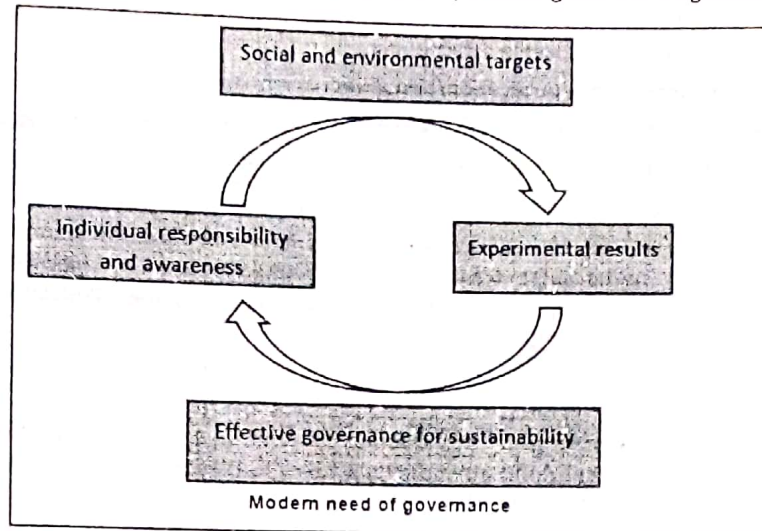 Social and environmental targets
Individual responsibility
and awareness
Experimental results
Effective governance for sustainability
Modern need of governance